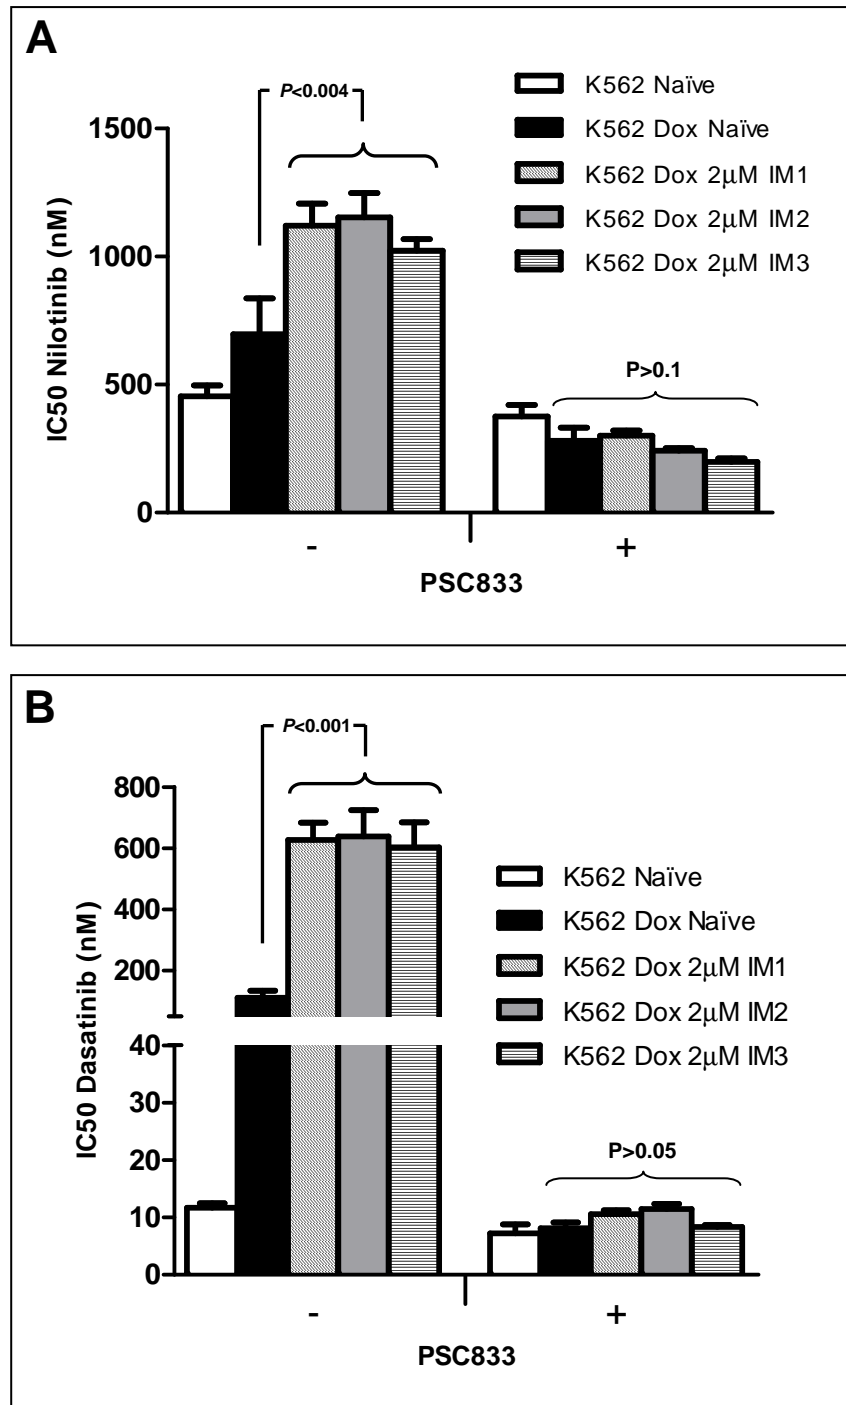 A
P<0.004
K562 Naïve
K562 Dox Naïve
K562 Dox 2μM IM1
K562 Dox 2μM IM2
K562 Dox 2μM IM3
1500
1000
500
0
IC50 Nilotinib (nM)
P>0.1
- +
PSC833
B
P<0.001
800
600
400
200
40
30
20
10
0
IC50 Dasatinib (nM)
K562 Naïve
K562 Dox Naïve
K562 Dox 2μM IM1
K562 Dox 2μM IM2
K562 Dox 2μM IM3
P>0.05
- +
PSC833